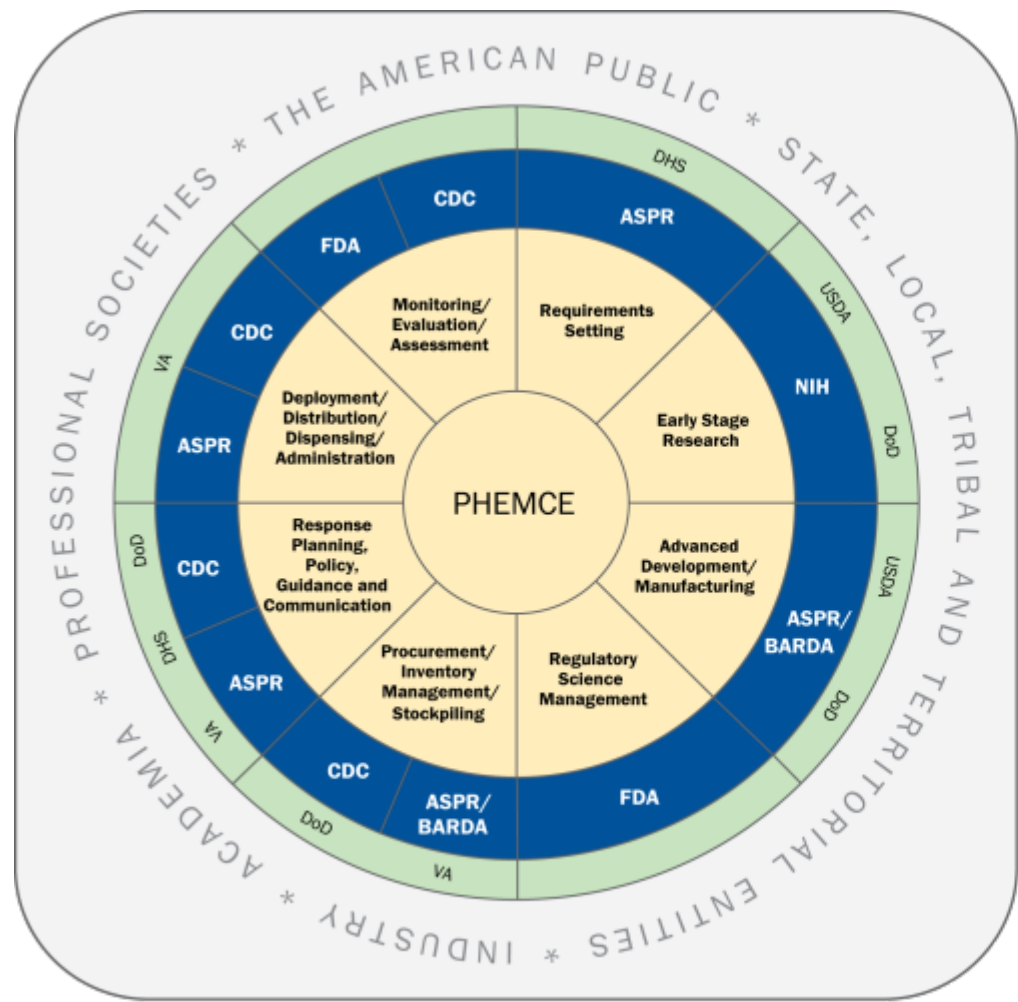 PROFESSIONAL SOCIETIES * THE AMERICAN PUBLIC * STATE, LOCAL, TRIBAL AND TERRITORIAL ENTITIES * INDUSTRY * ACADEMIA *
DHS
USDA
DoD
USDA
DoD
VA
DoD
VA
DHS
DoD
VA
ASPR
NIH
ASPR/
BARDA
FDA
ASPR/
BARDA
CDC
ASPR
CDC
ASPR
CDC
FDA
CDC
Requirements
Setting
Early Stage
Research
Advanced
Development/
Manufacturing
Regulatory
Science
Management
Procurement/
Inventory
Management/
Stockpiling
Response
Planning,
Policy,
Guidance and
Communication
Deployment/
Distribution/
Dispensing/
Administration
Monitoring/
Evaluation/
Assessment
PHEMCE